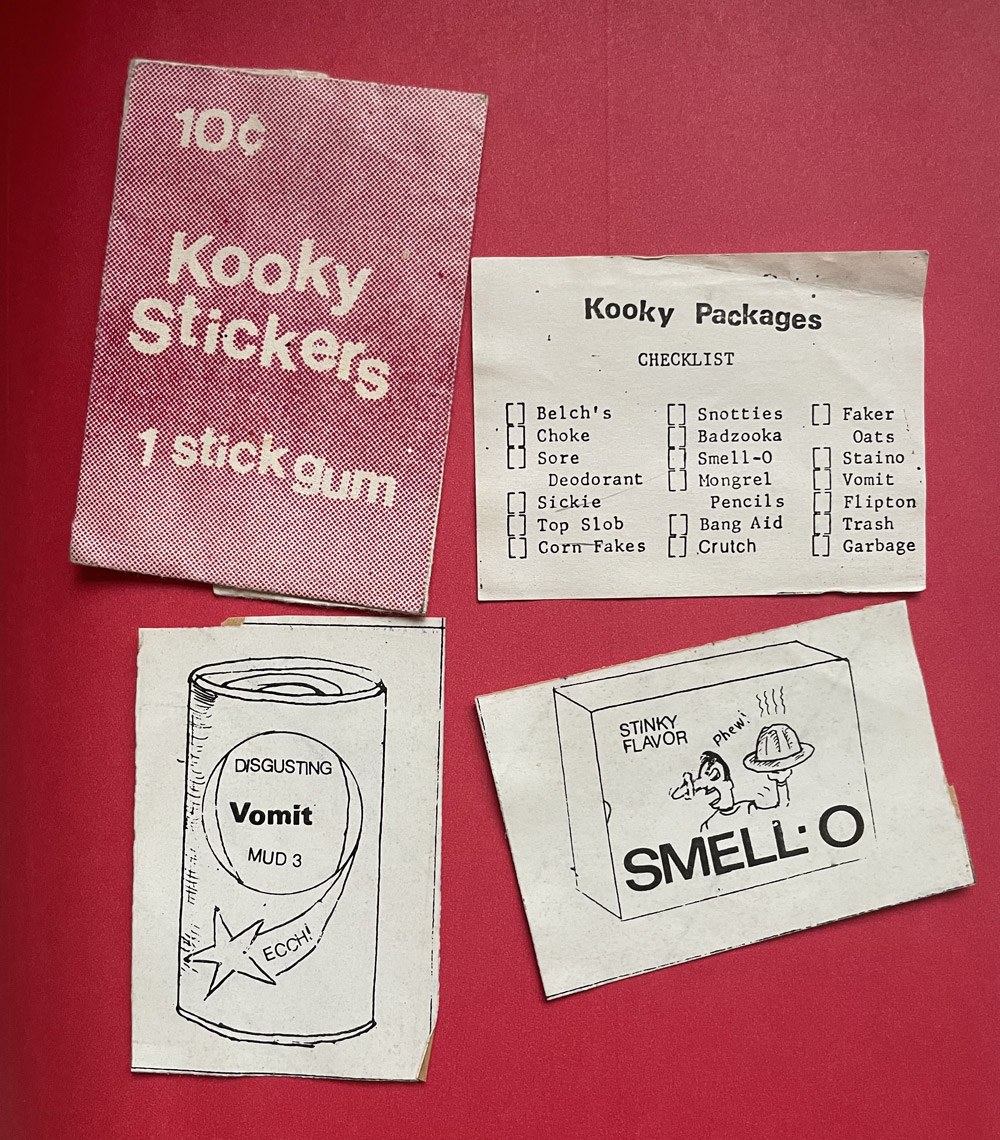 10¢
Kooky
Stickers
1 stick gum
Kooky Packages
CHECKLIST
[ ] Belch's
[ ] Choke
[ ] Sore
Deodorant
[ ] Sickie
[ ] Top Slob
[ ] Corn Fakes
[ ] Snotties
[ ] Badzooka
[ ] Smell-O
[ ] Mongrel
Pencils
[ ] Bang Aid
[ ] Crutch
[ ] Faker
Oats
[ ] Staino
[ ] Vomit
[ ] Flipton
[ ] Trash
[ ] Garbage
DISGUSTING
Vomit
MUD 3
ECCH!
STINKY
FLAVOR
Phew!
SMELL·O